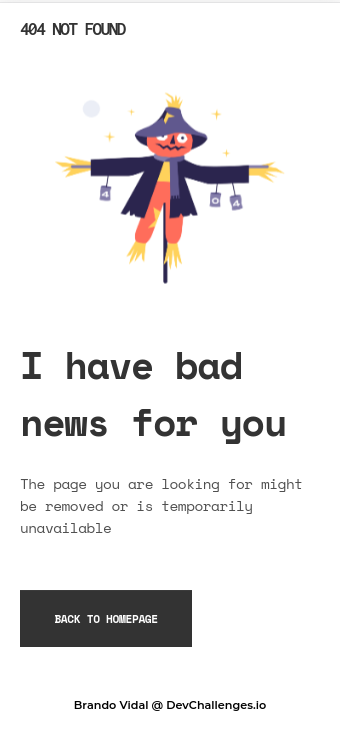 404 NOT FOUND
4
0
4
I have bad
news for you
The page you are looking for might
be removed or is temporarily
unavailable
BACK TO HOMEPAGE
Brando Vidal @ DevChallenges.io